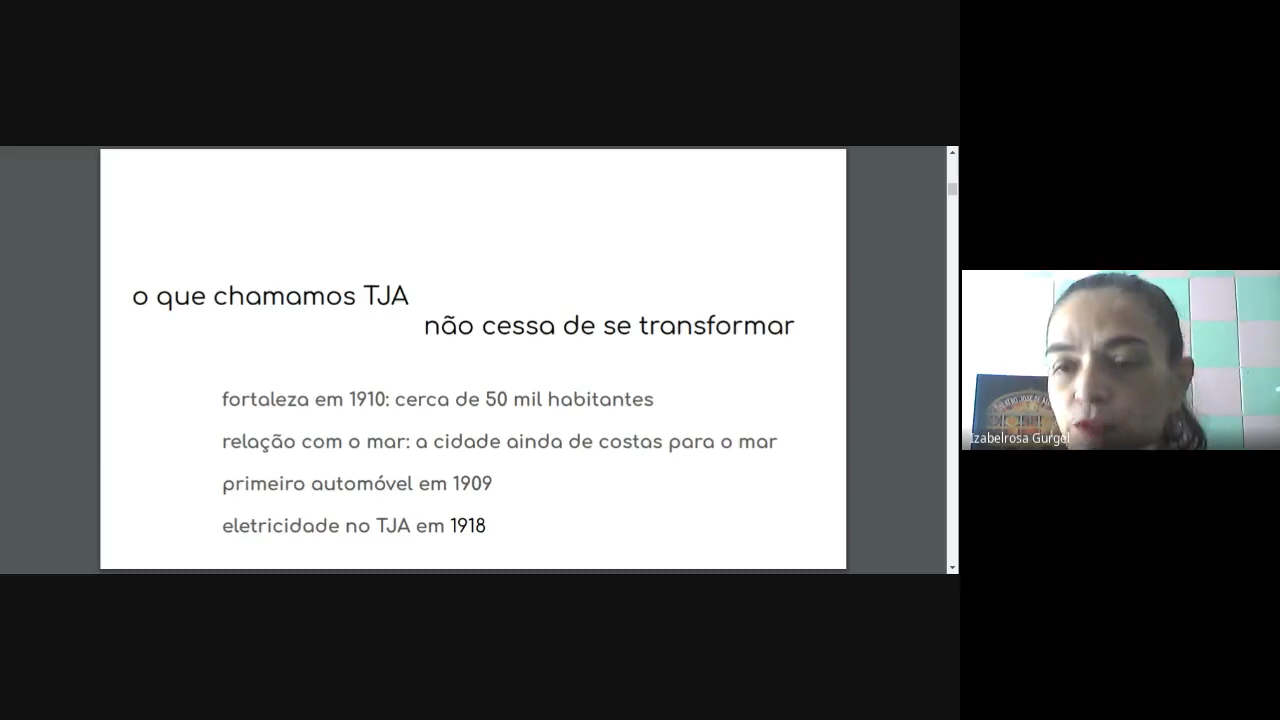 o que chamamos TJA
não cessa de se transformar
fortaleza em 1910: cerca de 50 mil habitantes
relação com o mar: a cidade ainda de costas para o mar
primeiro automóvel em 1909
eletricidade no TJA em 1918
Izabelrosa Gurgel